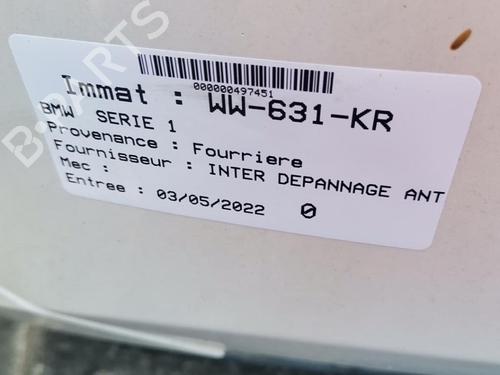 000000497451
Immat : WW-631-KR
BMW SERIE 1
Provenance : Fourriere
Fournisseur : INTER DEPANNAGE ANT
Mec :
Entree : 03/05/2022 0
B-PARTS